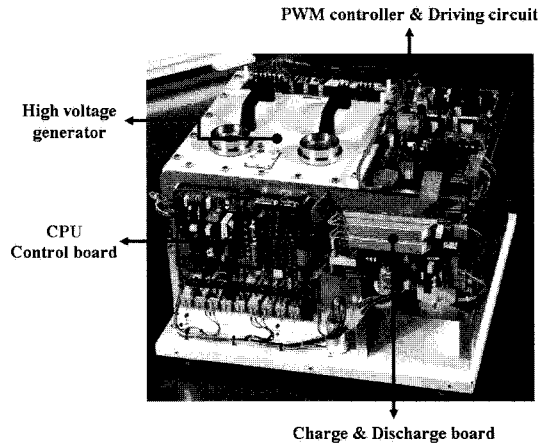 PWM controller & Driving circuit
High voltage
generator
CPU
Control board
Charge & Discharge board